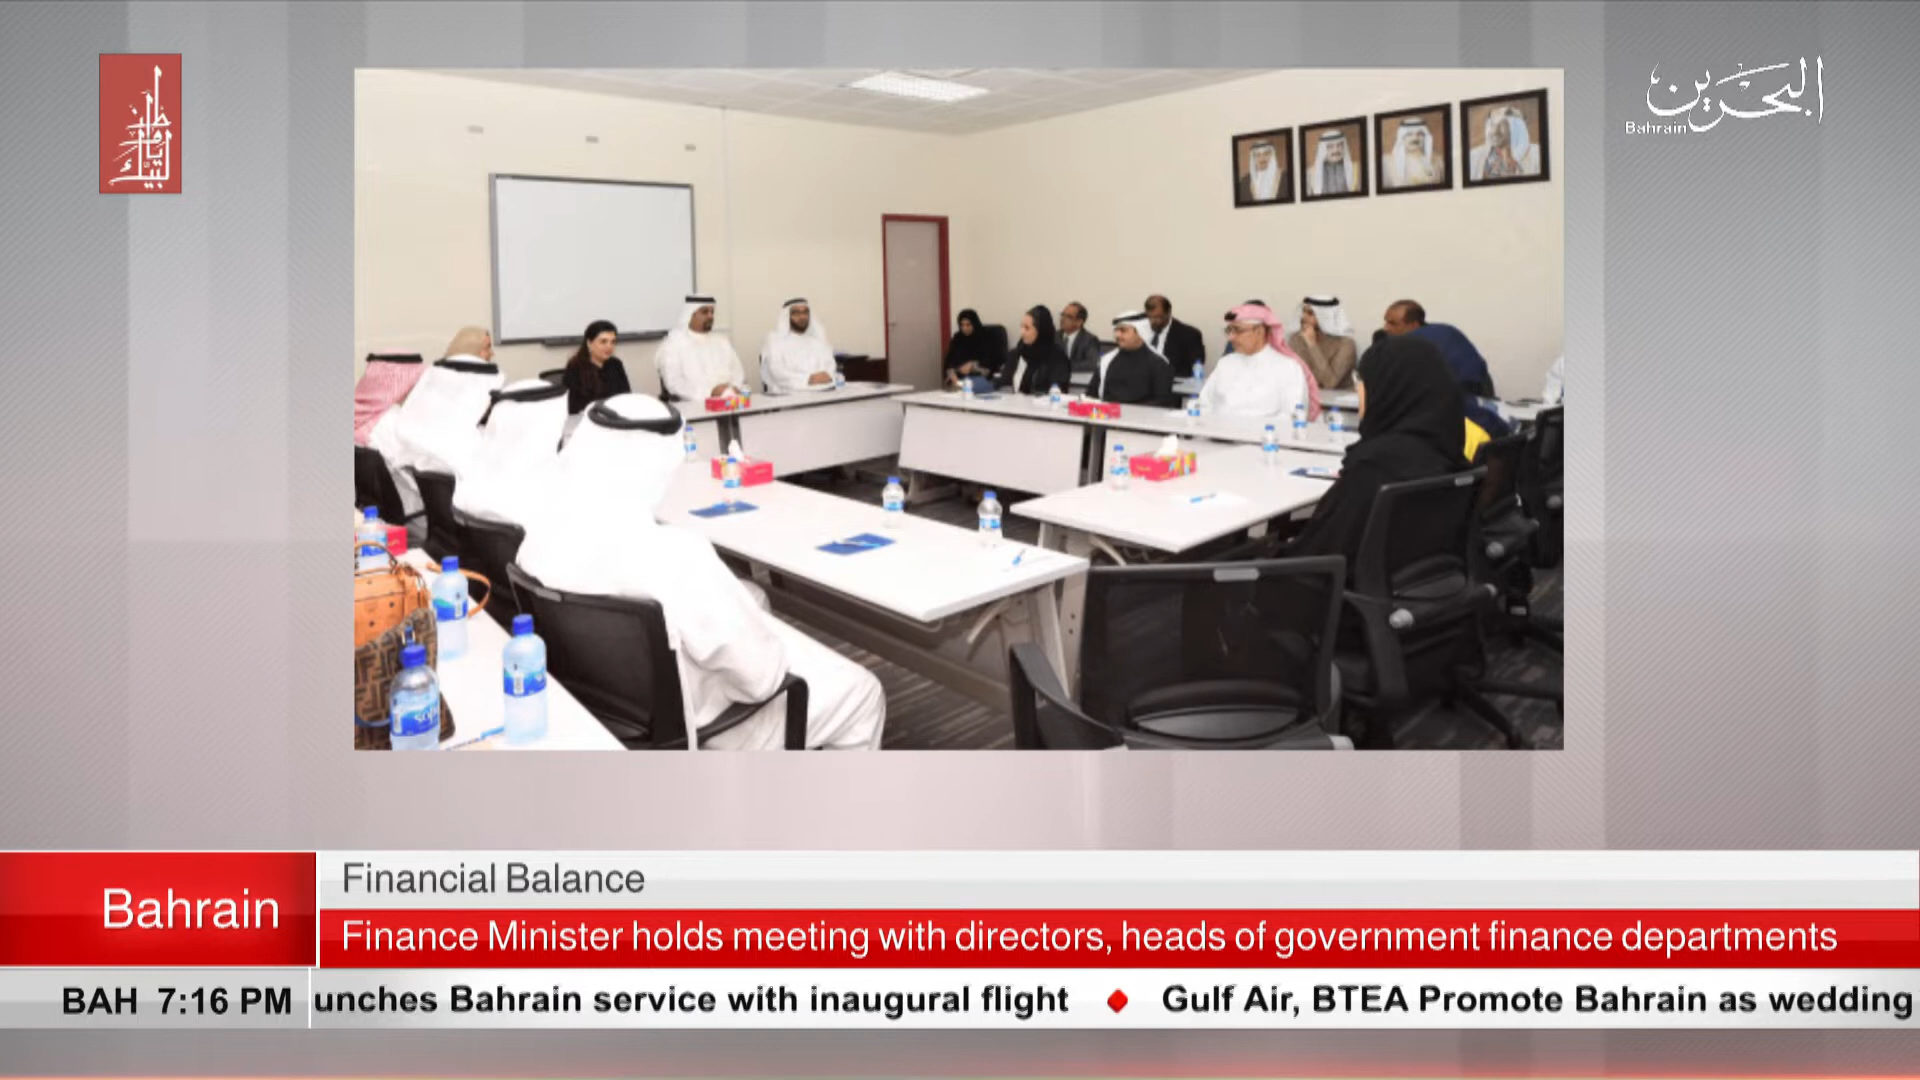 البحرين
Bahrain
Financial Balance
Bahrain
Finance Minister holds meeting with directors, heads of government finance departments
BAH 7:16 PM
unches Bahrain service with inaugural flight
Gulf Air, BTEA Promote Bahrain as wedding